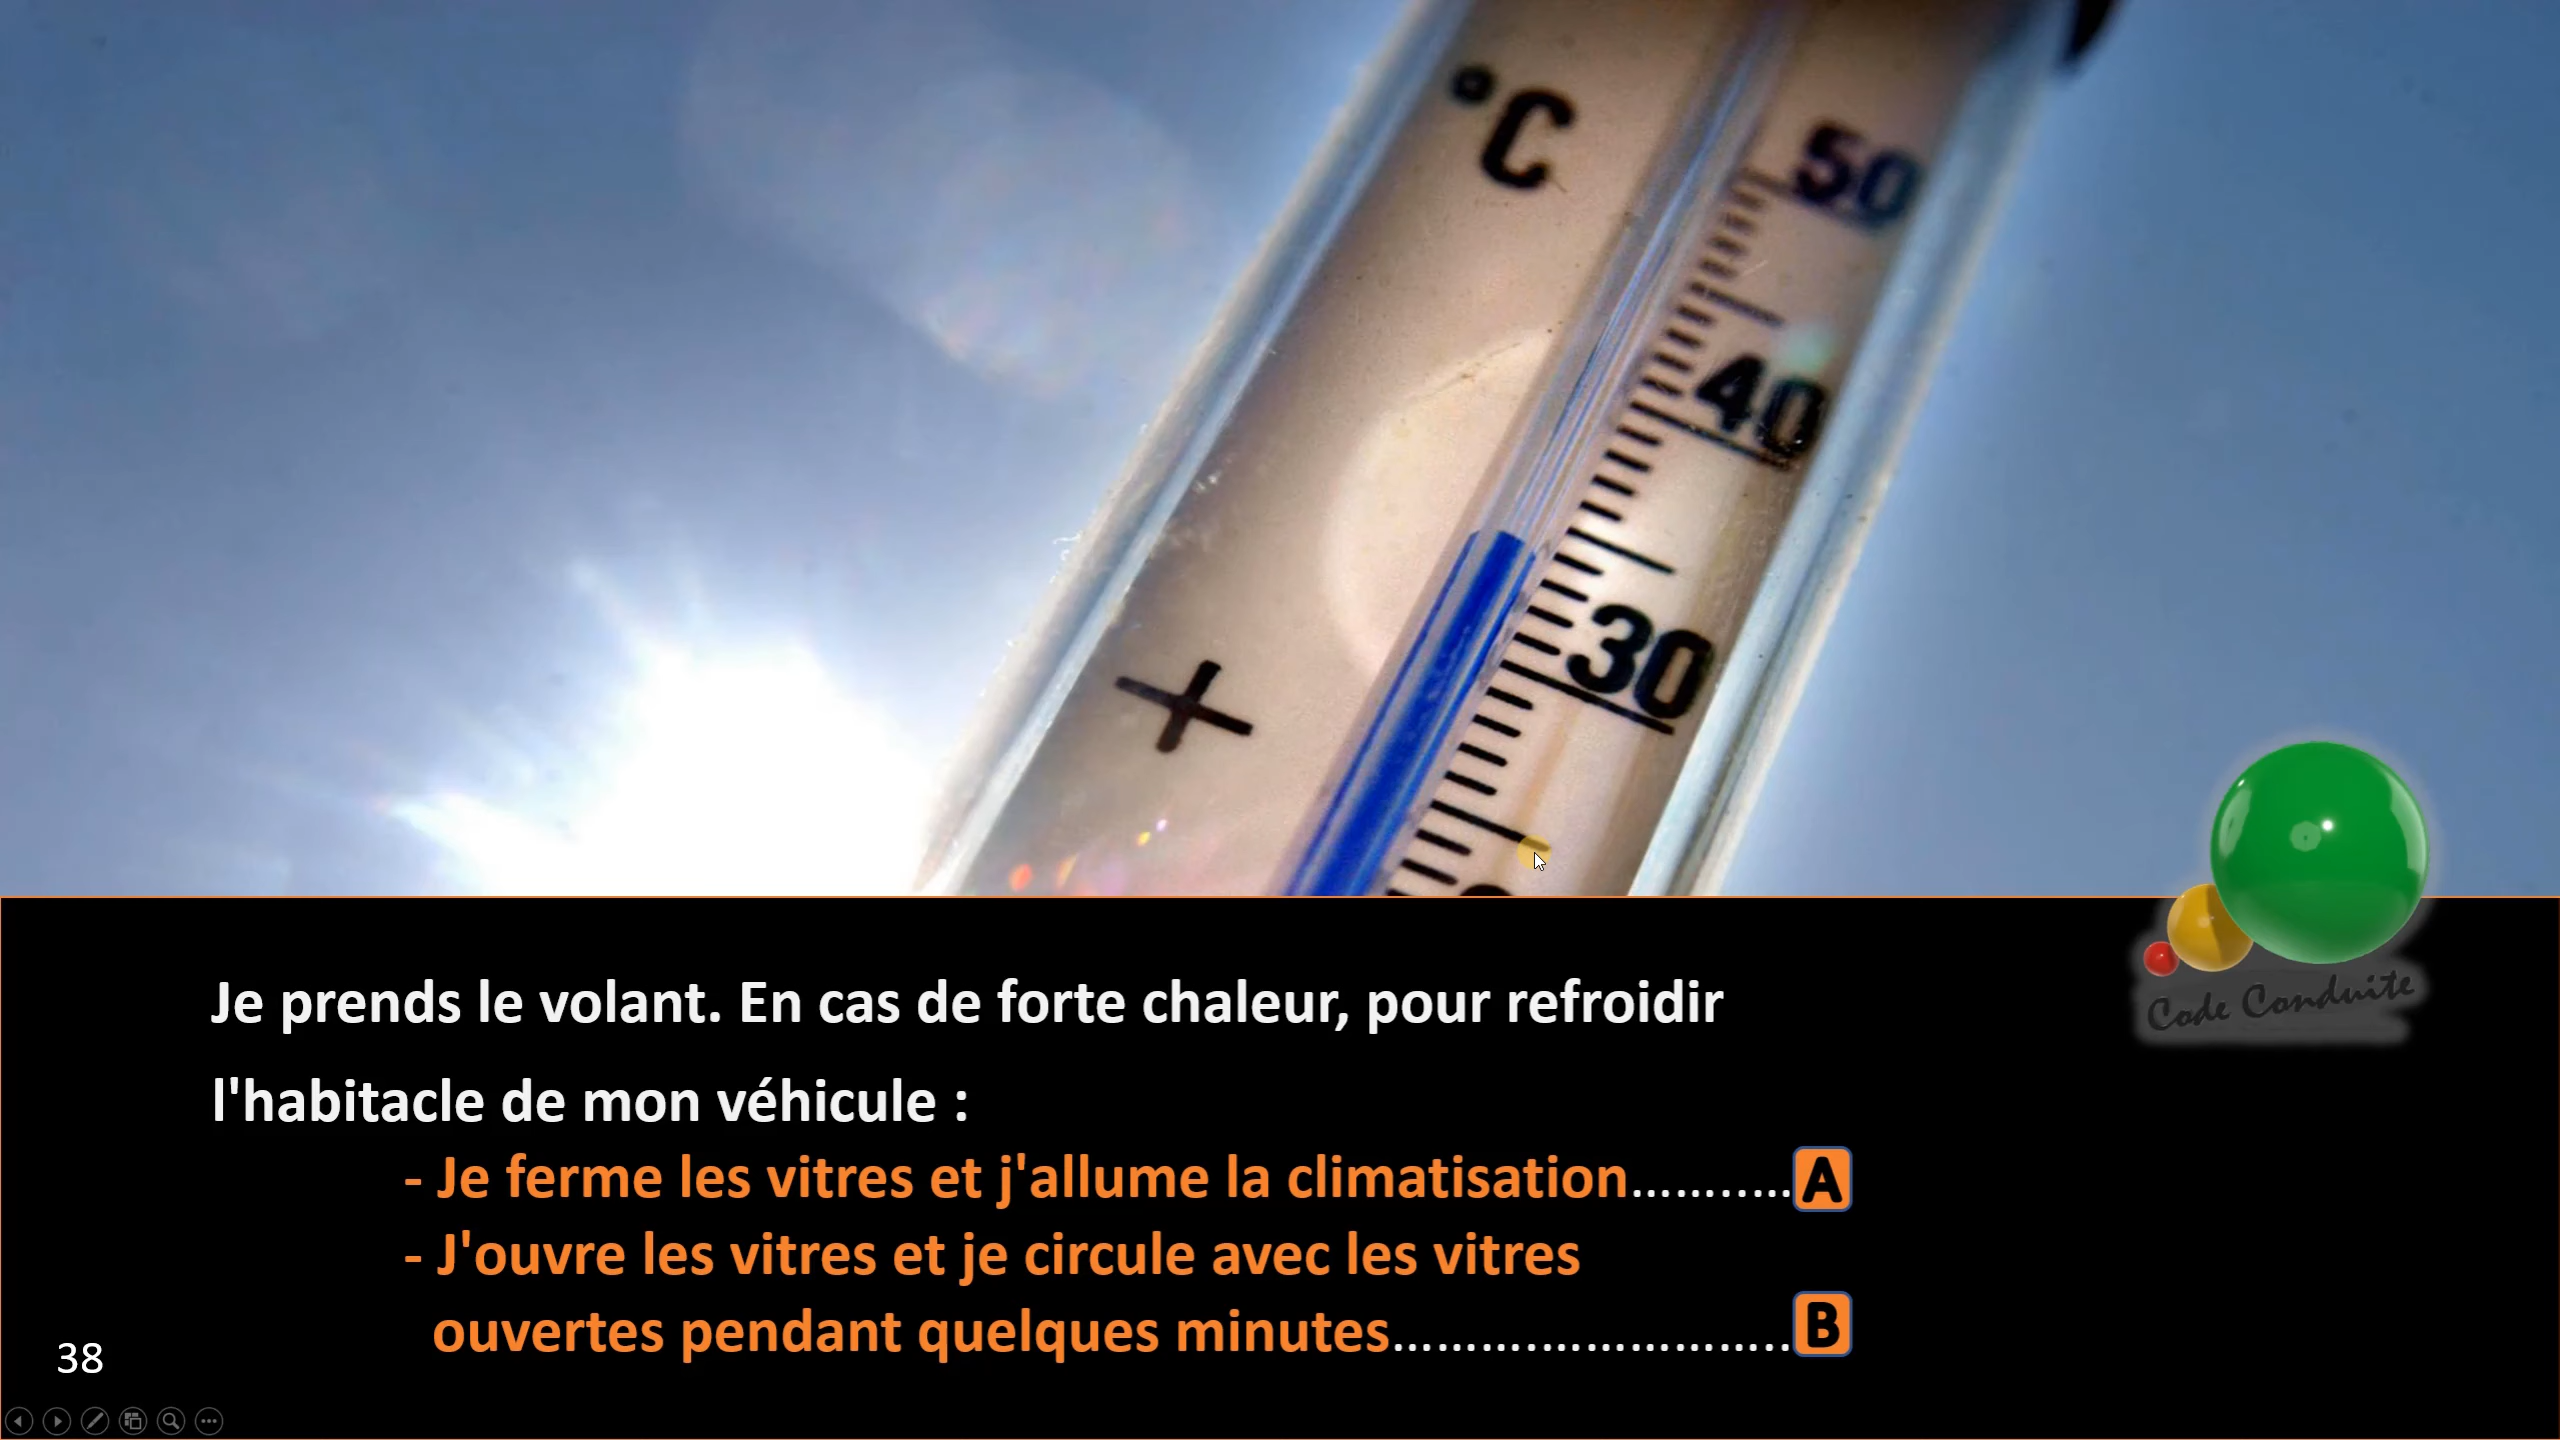 °C
50
40
30
+
Code Conduite
Je prends le volant. En cas de forte chaleur, pour refroidir
l'habitacle de mon véhicule :
- Je ferme les vitres et j'allume la climatisation.......... A
- J'ouvre les vitres et je circule avec les vitres
ouvertes pendant quelques minutes........................... B
38